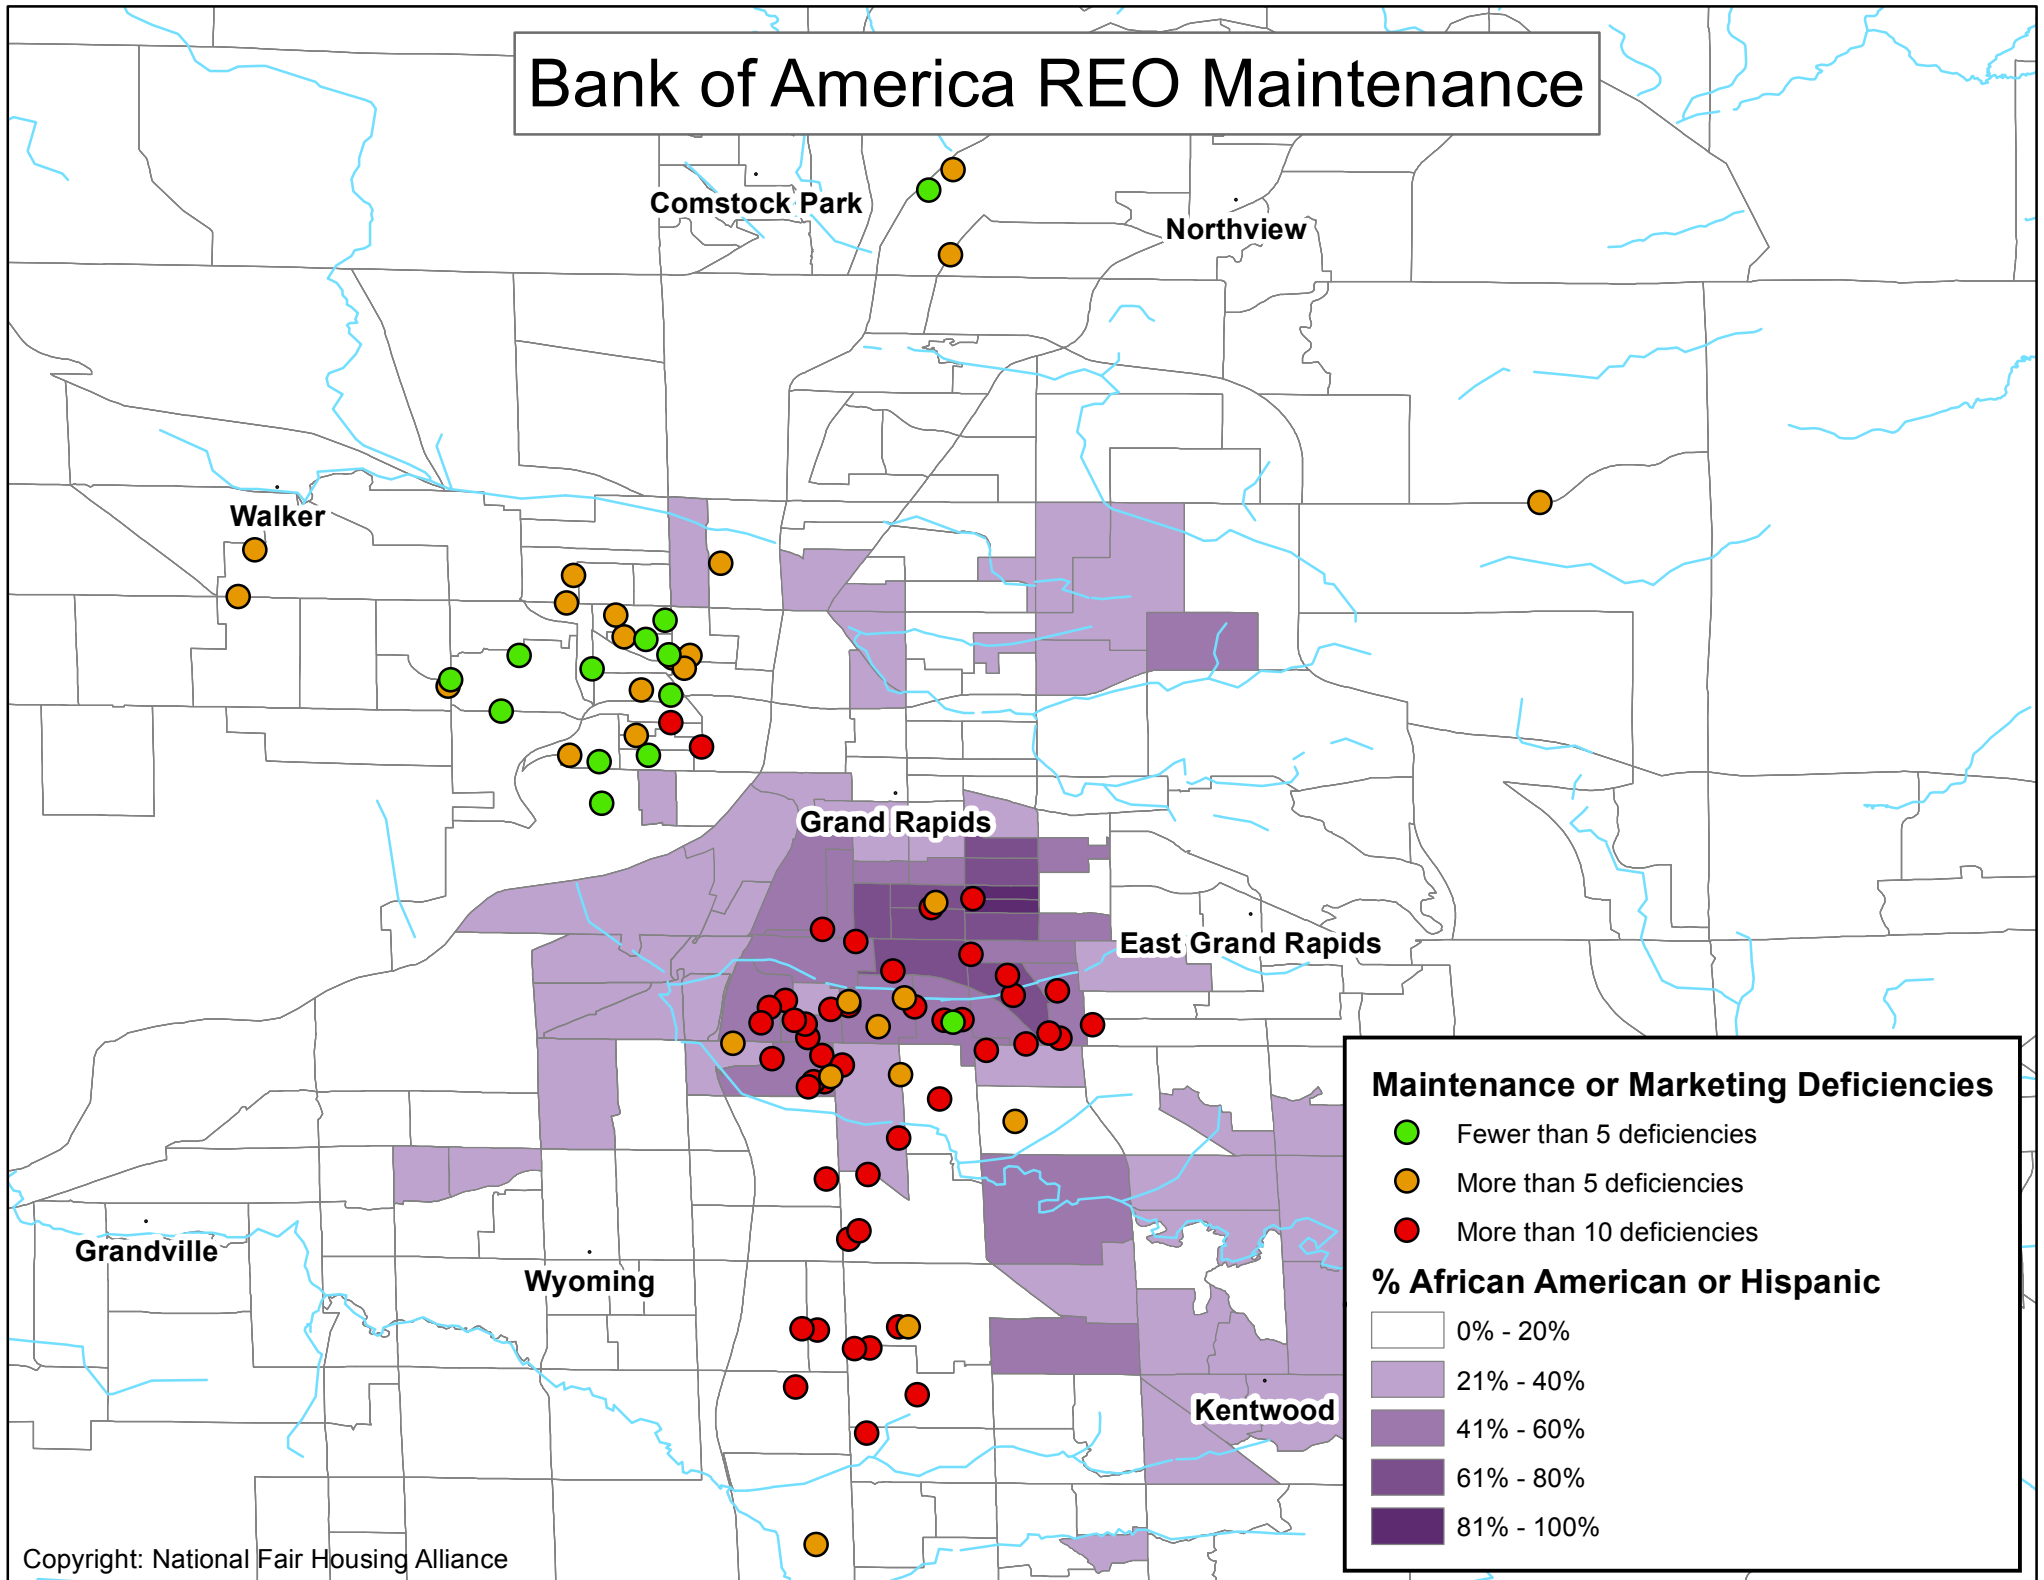 Bank of America REO Maintenance
Comstock Park
Northview
Walker
Grand Rapids
East Grand Rapids
Grandville
Wyoming
Kentwood
Maintenance or Marketing Deficiencies
Fewer than 5 deficiencies
More than 5 deficiencies
More than 10 deficiencies
% African American or Hispanic
0% - 20%
21% - 40%
41% - 60%
61% - 80%
81% - 100%
Copyright: National Fair Housing Alliance